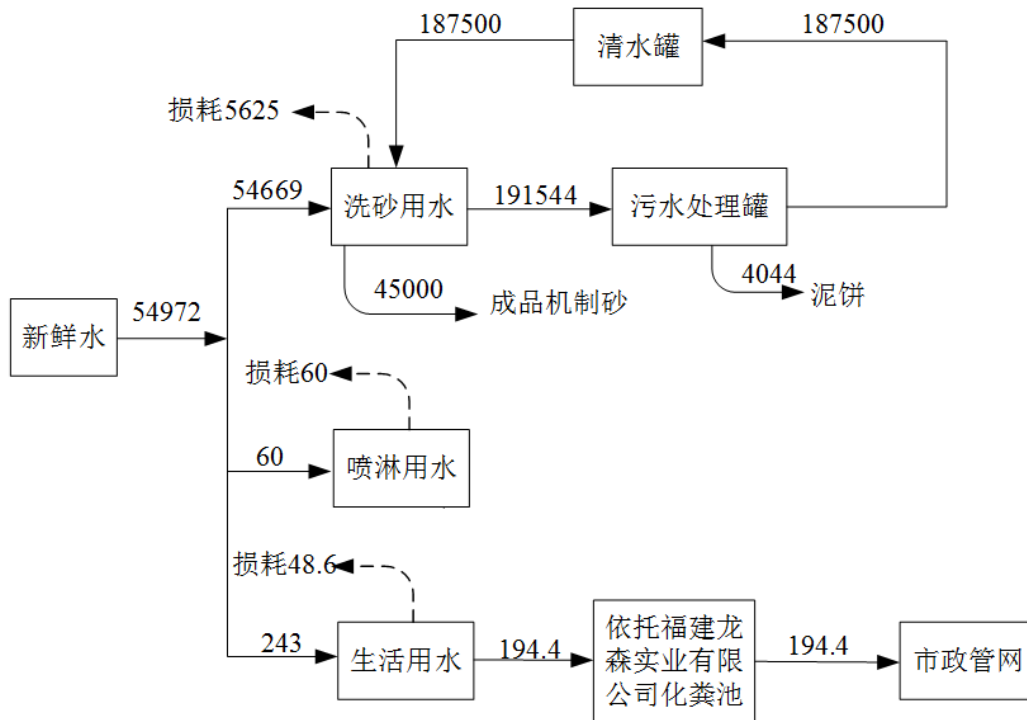 187500
清水罐
187500
损耗5625
54669
洗砂用水
191544
污水处理罐
45000
成品机制砂
4044
泥饼
新鲜水
54972
损耗60
60
喷淋用水
损耗48.6
243
生活用水
194.4
依托福建龙
森实业有限
公司化粪池
194.4
市政管网